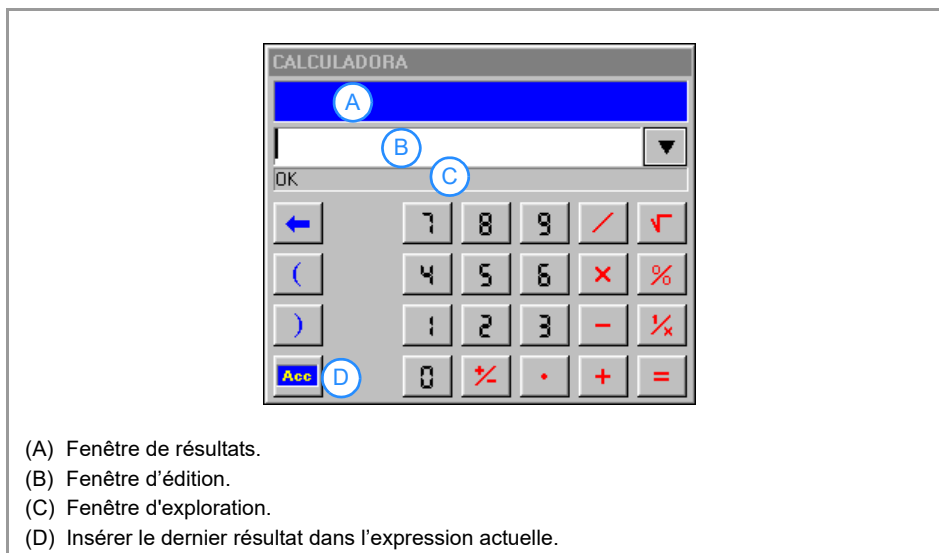 CALCULADORA
A
B
▼
OK
C
← 7 8 9 / √
( 4 5 6 × %
) 1 2 3 − 1/x
Acc D 0 +/- . + =
(A) Fenêtre de résultats.
(B) Fenêtre d’édition.
(C) Fenêtre d'exploration.
(D) Insérer le dernier résultat dans l’expression actuelle.